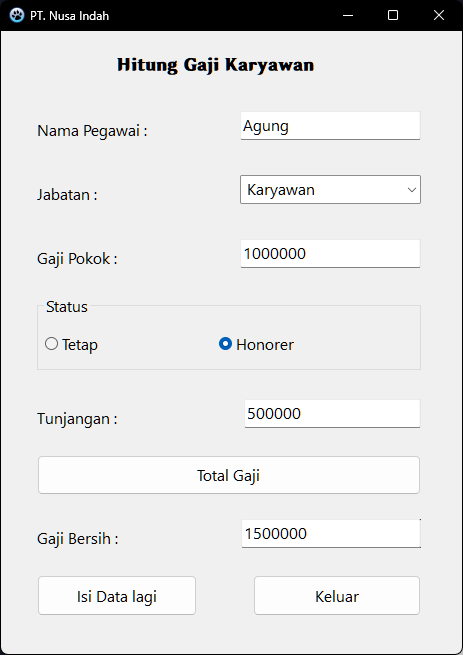 PT. Nusa Indah
Hitung Gaji Karyawan
Nama Pegawai : Agung
Jabatan : Karyawan
Gaji Pokok : 1000000
Status
Tetap Honorer
Tunjangan : 500000
Total Gaji
Gaji Bersih : 1500000
Isi Data lagi Keluar